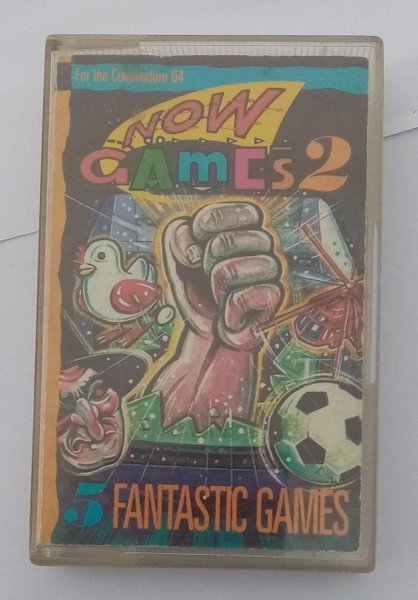 For the Commodore 64
NOW
GAMES 2
5 FANTASTIC GAMES